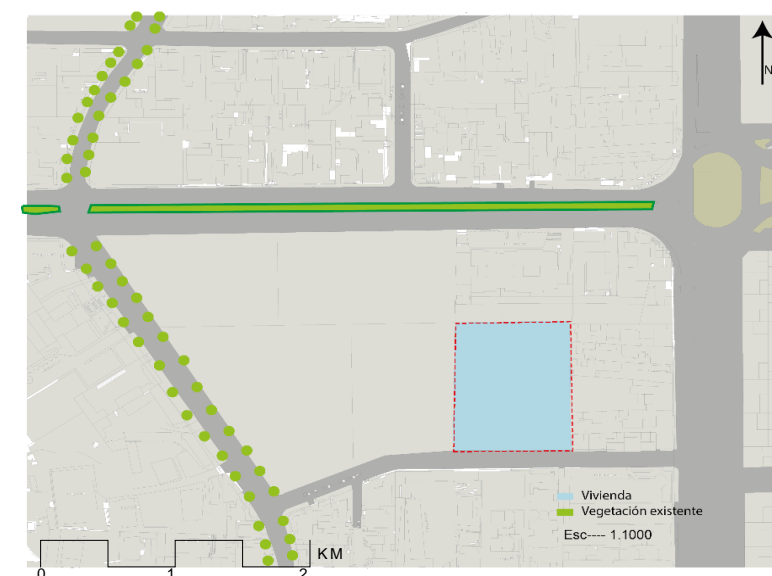 N
Vivienda
Vegetación existente
Esc---- 1.1000
KM
0 1 2